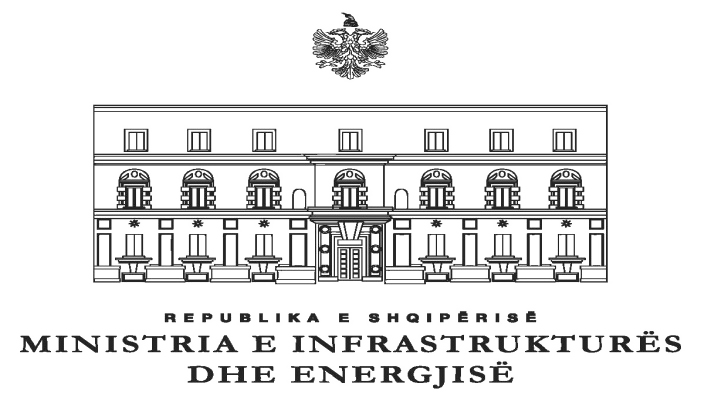 REPUBLIKA E SHQIPËRISË
MINISTRIA E INFRASTRUKTURËS
DHE ENERGJISË